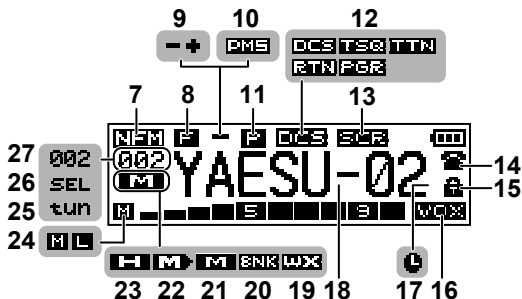 9 10 12
- + PMS DCS TSQ TTN
RTN PGR
7 8 11 13
NFM F - P DCS SCR
27 002 002 YAESU-02 14
26 SEL M 15
25 tun
24 M L M S 9 VOX
H M M BNK WX
23 22 21 20 19 18 17 16